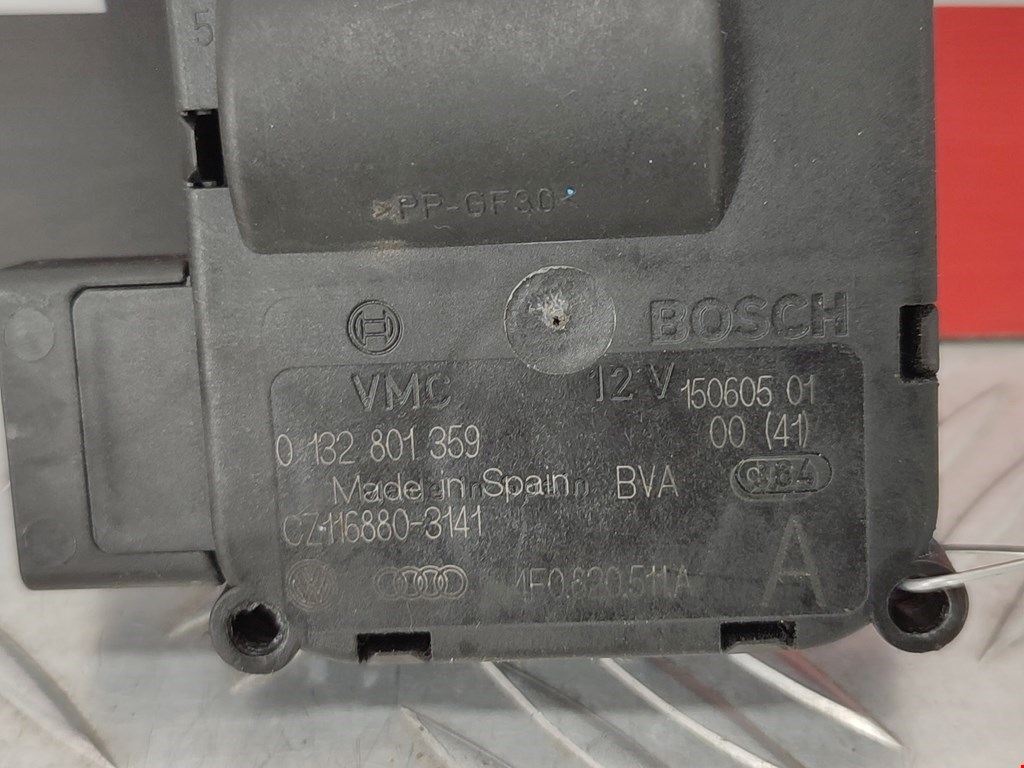 5
>PP-GF30<
BOSCH
VMC 12 V 150605 01
0 132 801 359 00 (41)
Made in Spain BVA
CZ·116880-3141
4F0.820.511A A